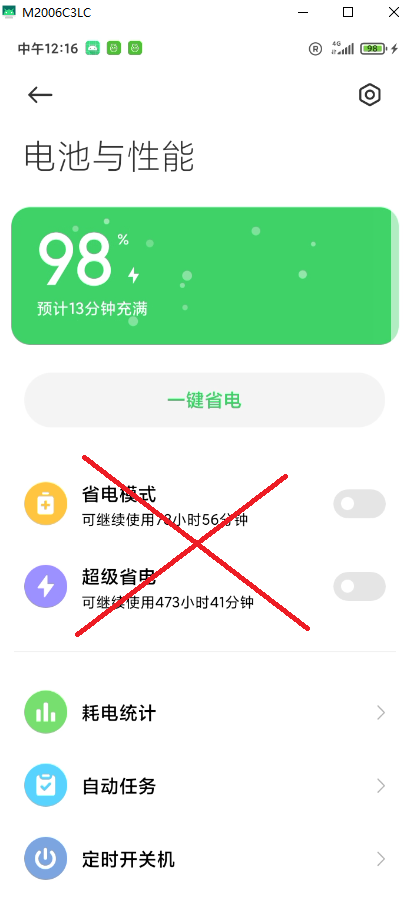 M2006C3LC
中午12:16
R
4G
98
电池与性能
98%
预计13分钟充满
一键省电
省电模式
可继续使用78小时56分钟
超级省电
可继续使用473小时41分钟
耗电统计
自动任务
定时开关机